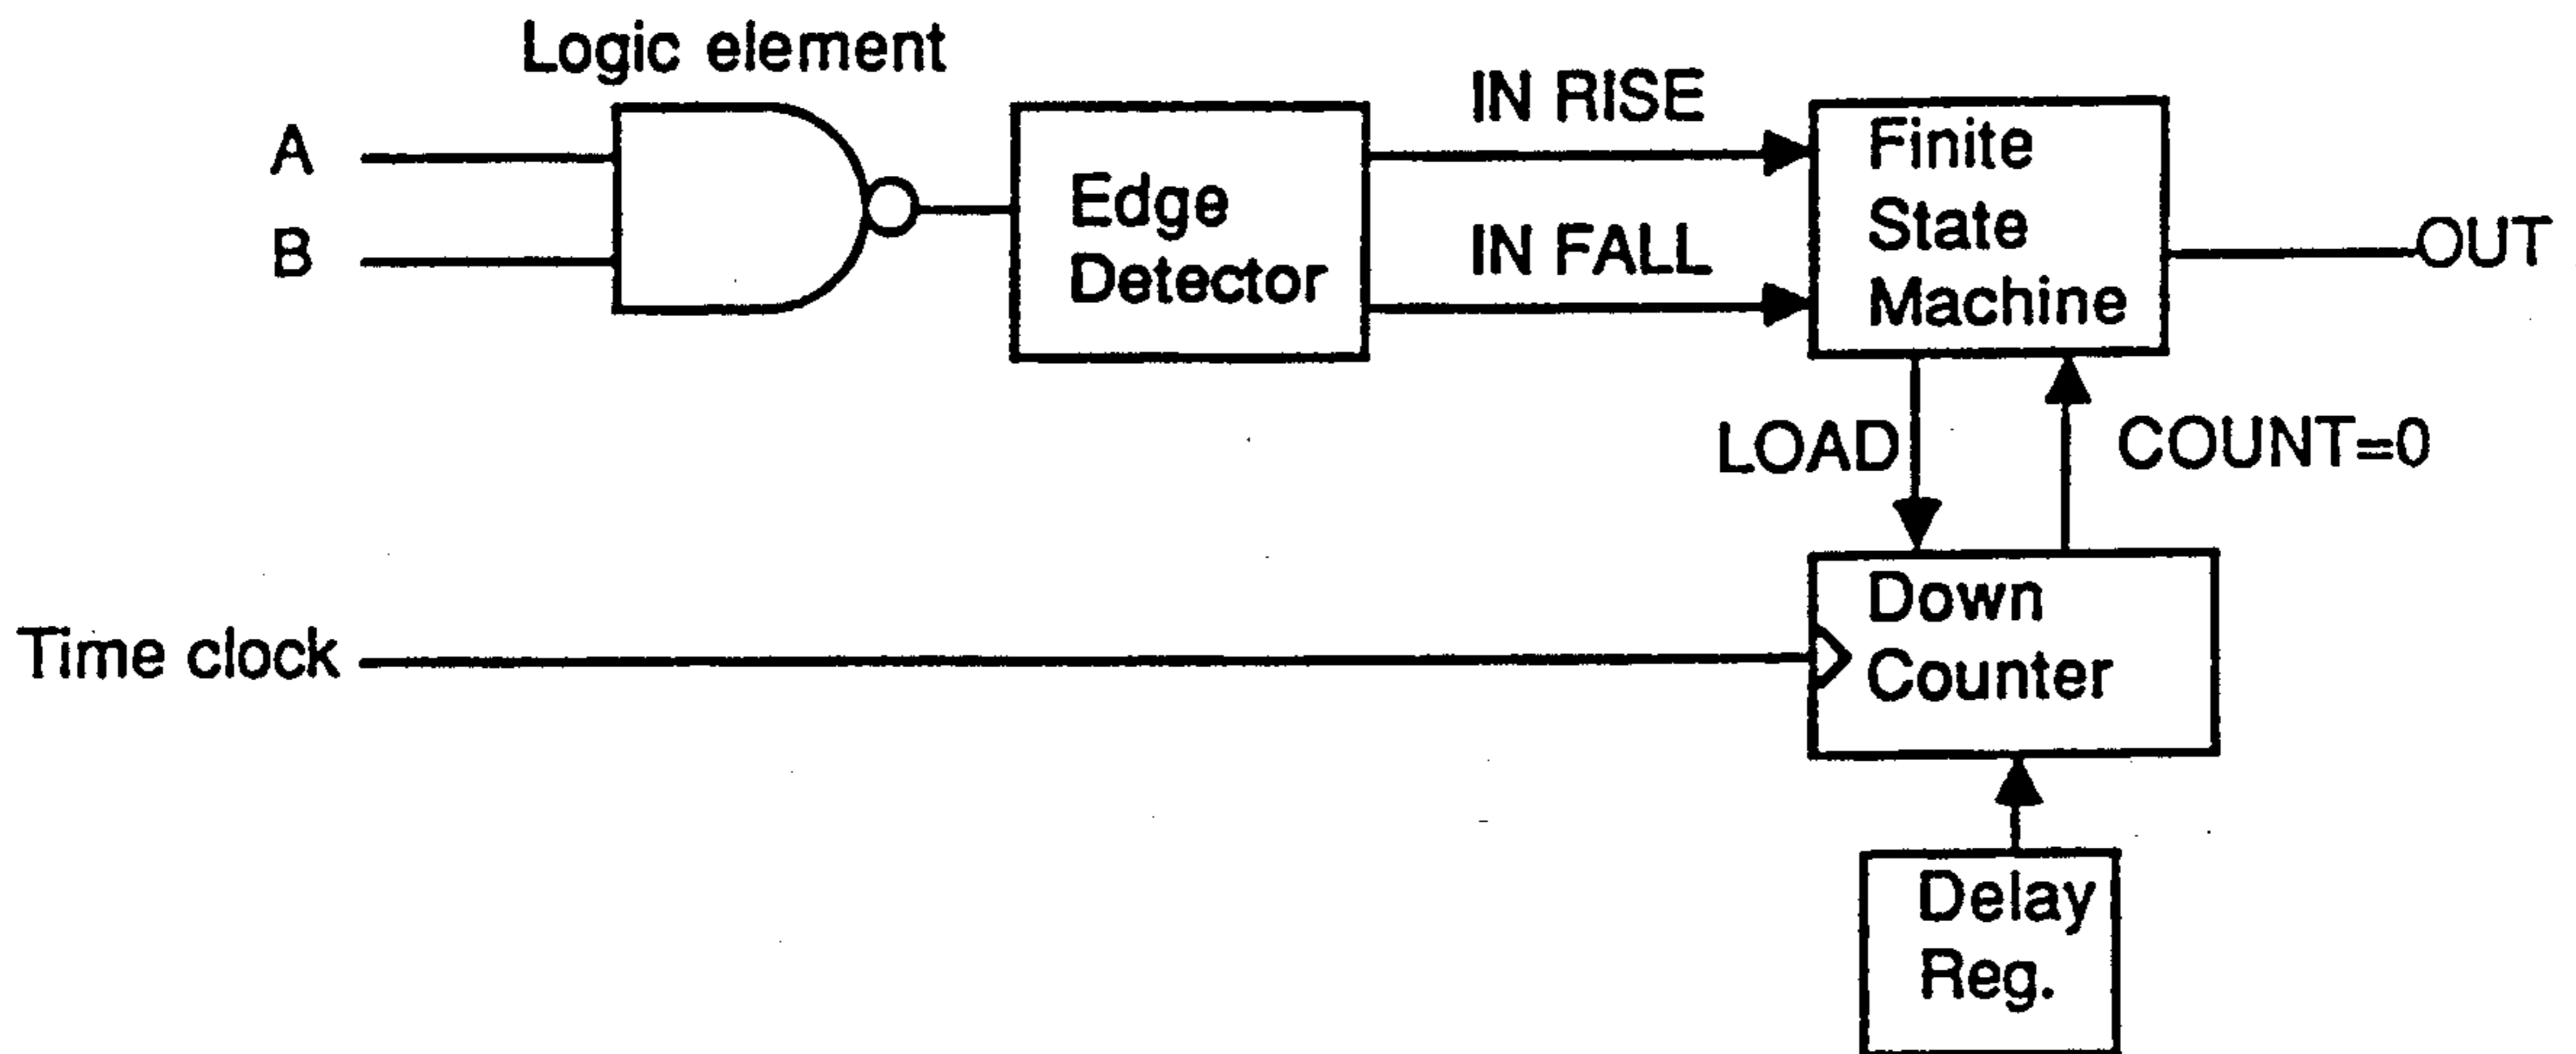 Logic element
A
B
Edge
Detector
IN RISE
IN FALL
Finite
State
Machine
OUT
LOAD
COUNT=0
Time clock
Down
Counter
Delay
Reg.